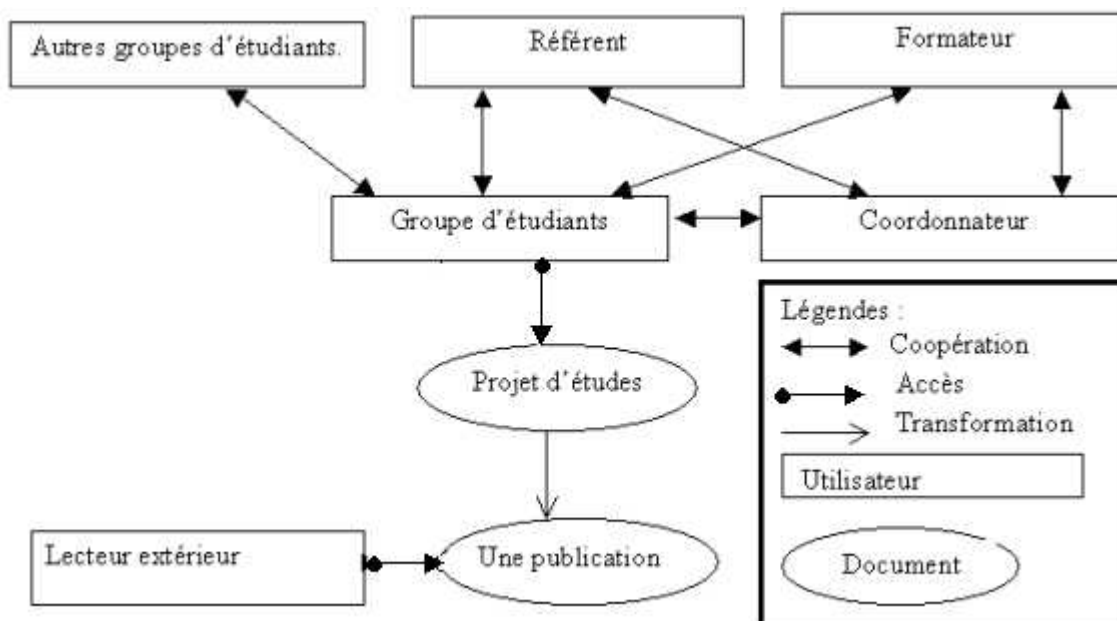 Autres groupes d'étudiants.
Référent
Formateur
Groupe d'étudiants
Coordonnateur
Légendes :
Coopération
Accès
Transformation
Utilisateur
Document
Projet d'études
Une publication
Lecteur extérieur